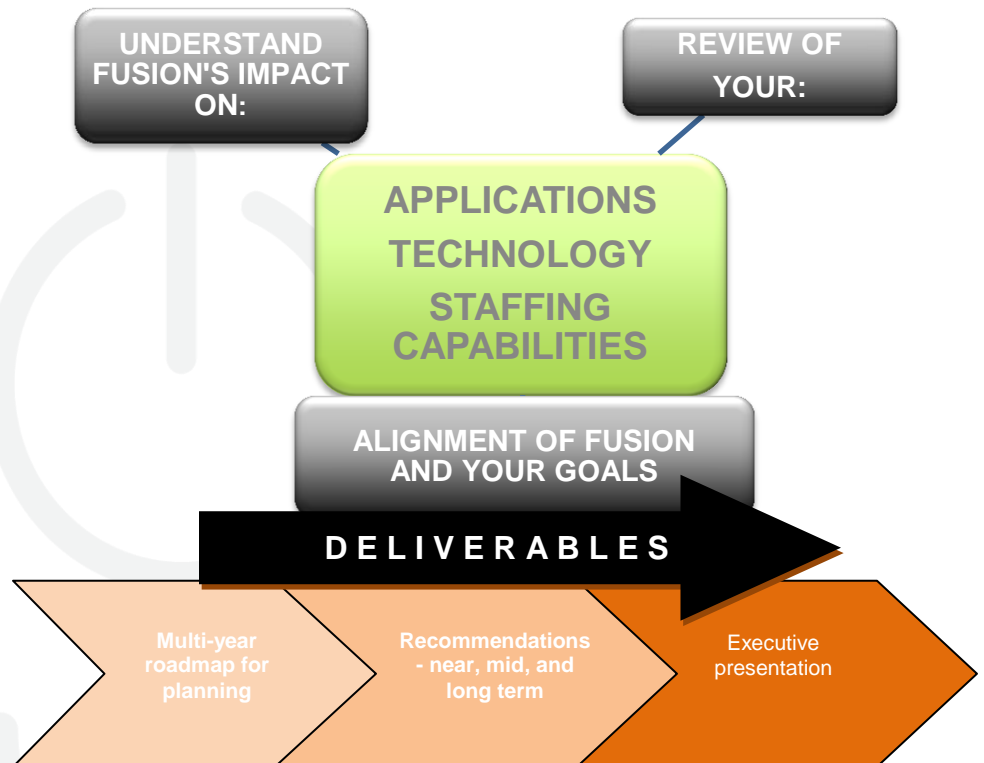 UNDERSTAND
FUSION'S IMPACT
ON:
REVIEW OF
YOUR:
APPLICATIONS
TECHNOLOGY
STAFFING
CAPABILITIES
ALIGNMENT OF FUSION
AND YOUR GOALS
DELIVERABLES
Multi-year
roadmap for
planning
Recommendations
- near, mid, and
long term
Executive
presentation